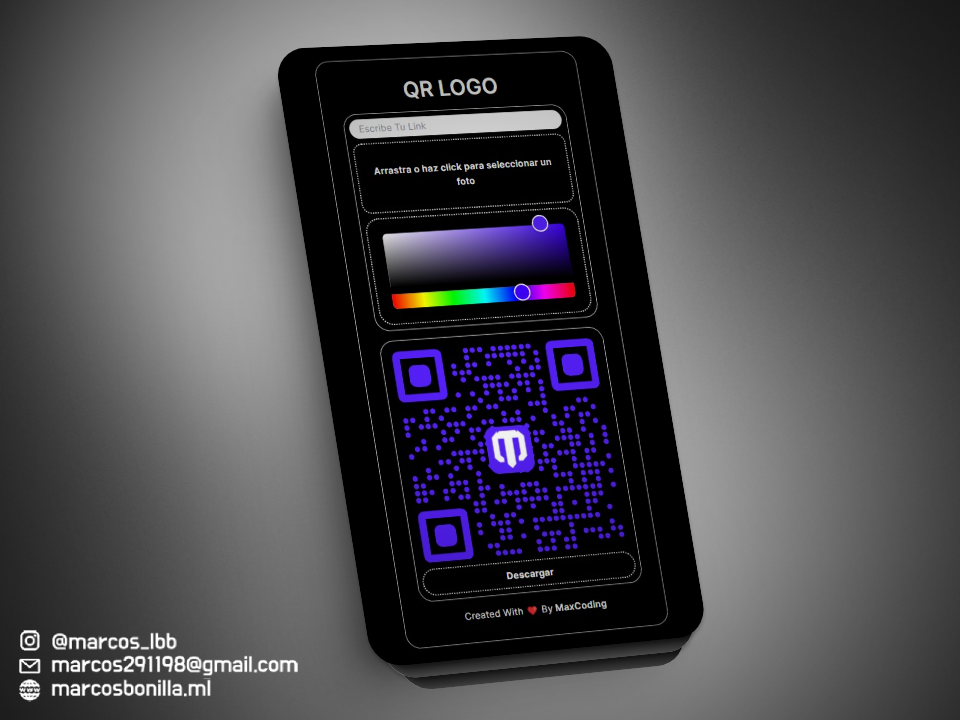 QR LOGO
Escribe Tu Link
Arrastra o haz click para seleccionar un
foto
Descargar
Created With ❤ By MaxCoding
@marcos_lbb
marcos291198@gmail.com
www
marcosbonilla.ml